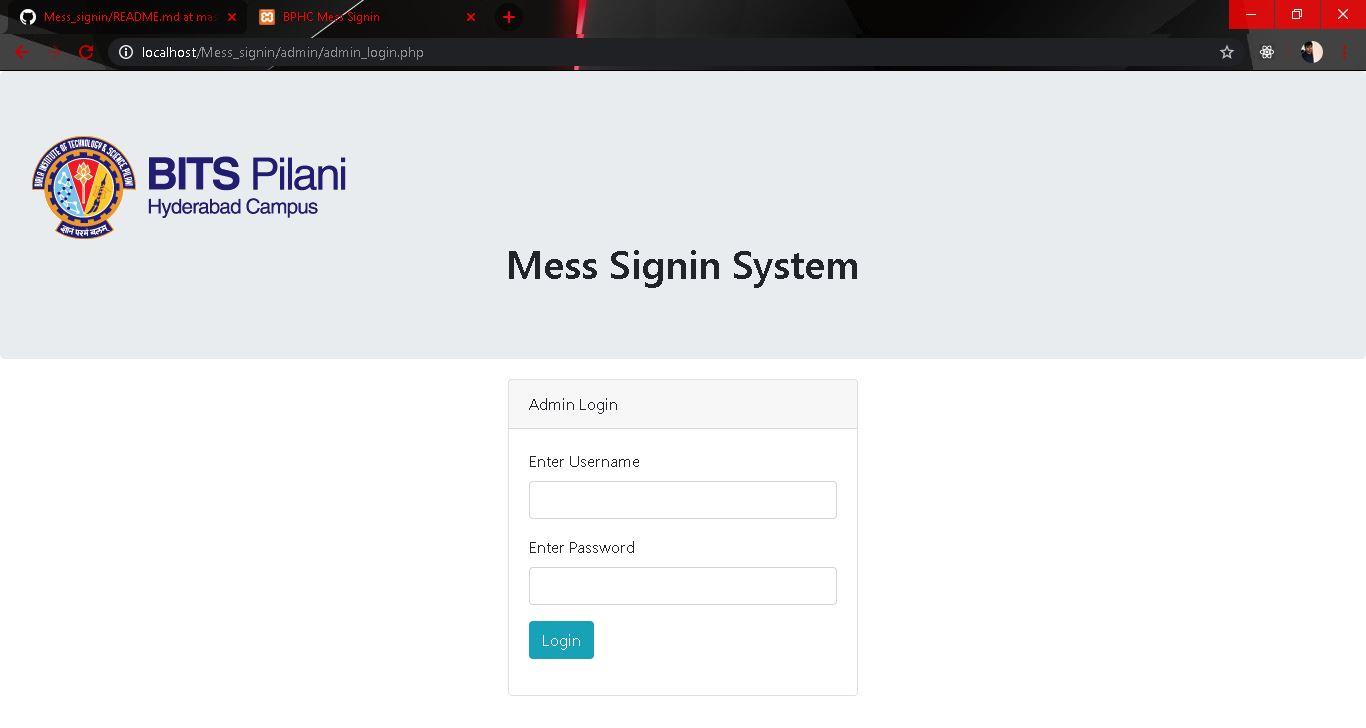 Mess_signin/README.md at mas
BPHC Mess Signin
localhost/Mess_signin/admin/admin_login.php
BIRLA INSTITUTE OF TECHNOLOGY & SCIENCE PILANI
ज्ञानं परमं बलम्
BITS Pilani
Hyderabad Campus
Mess Signin System
Admin Login
Enter Username
Enter Password
Login